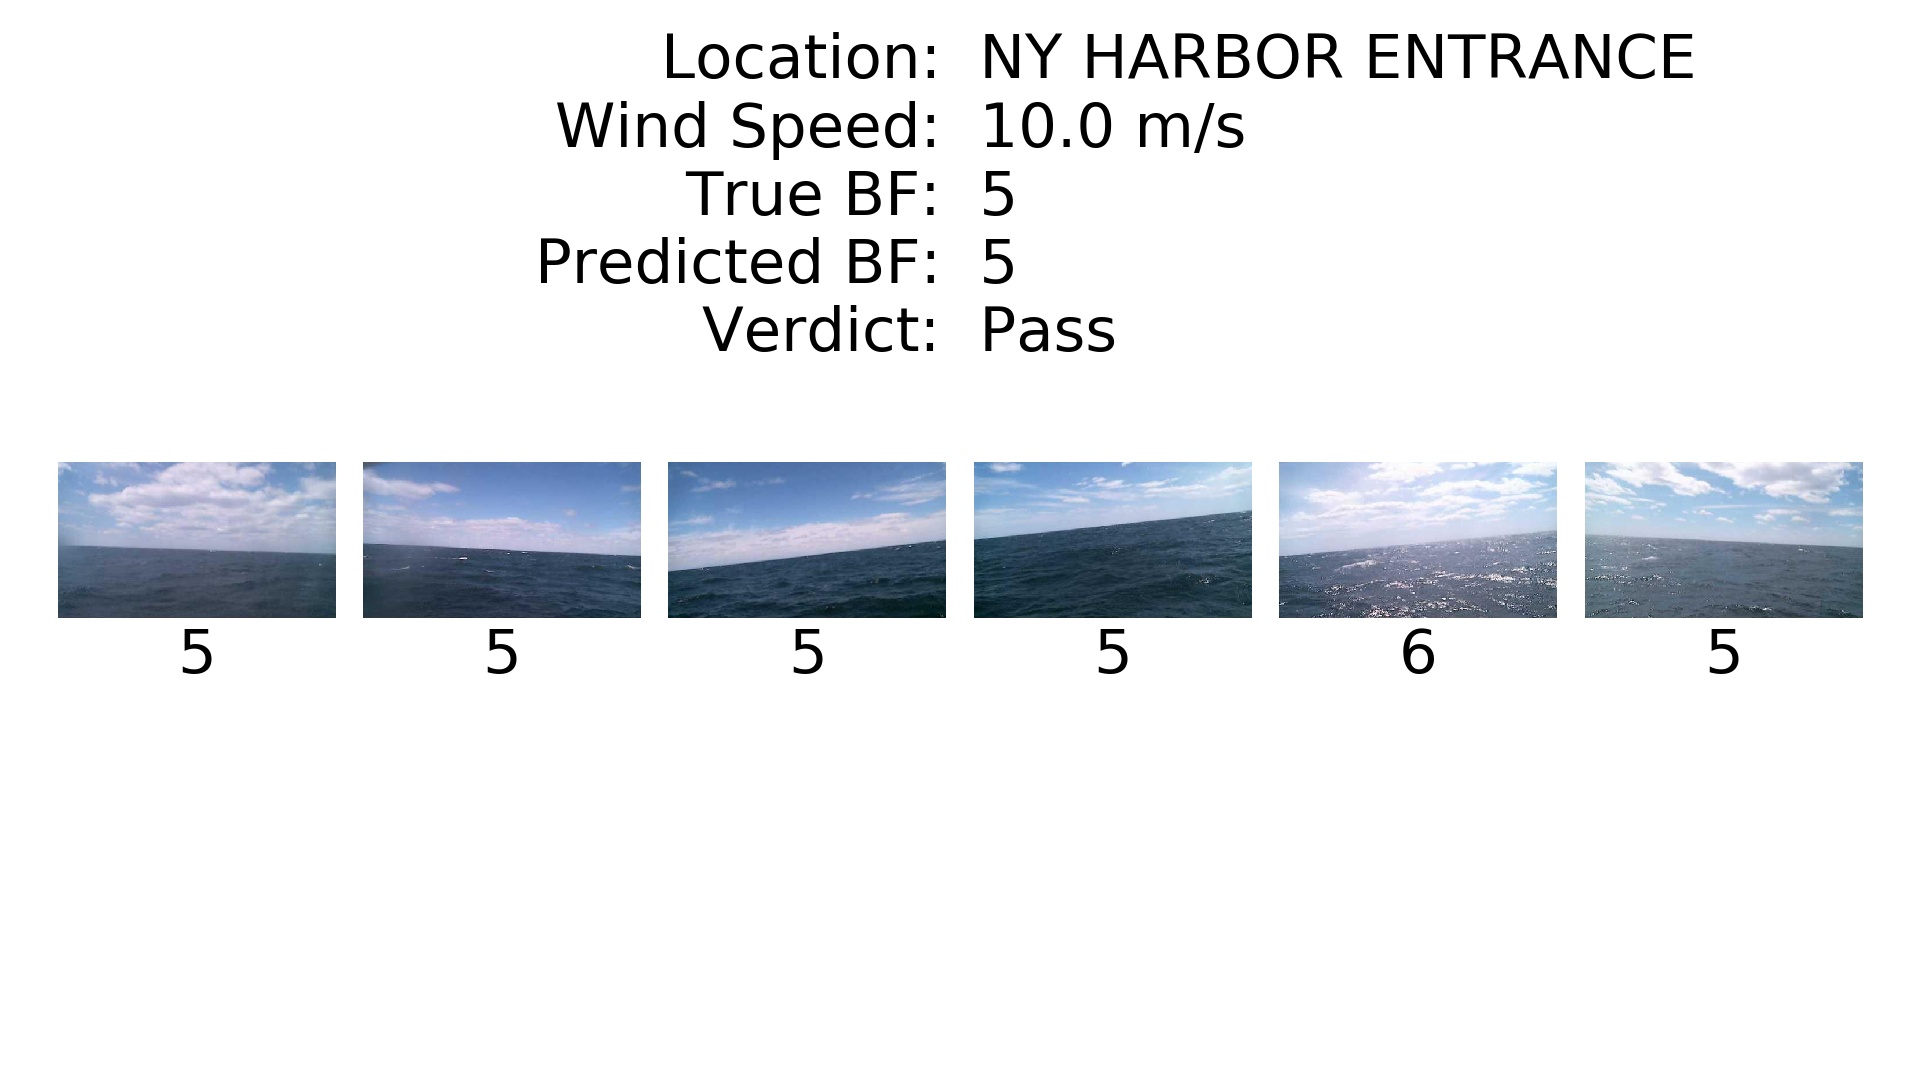 Location: NY HARBOR ENTRANCE
Wind Speed: 10.0 m/s
True BF: 5
Predicted BF: 5
Verdict: Pass
5 5 5 5 6 5